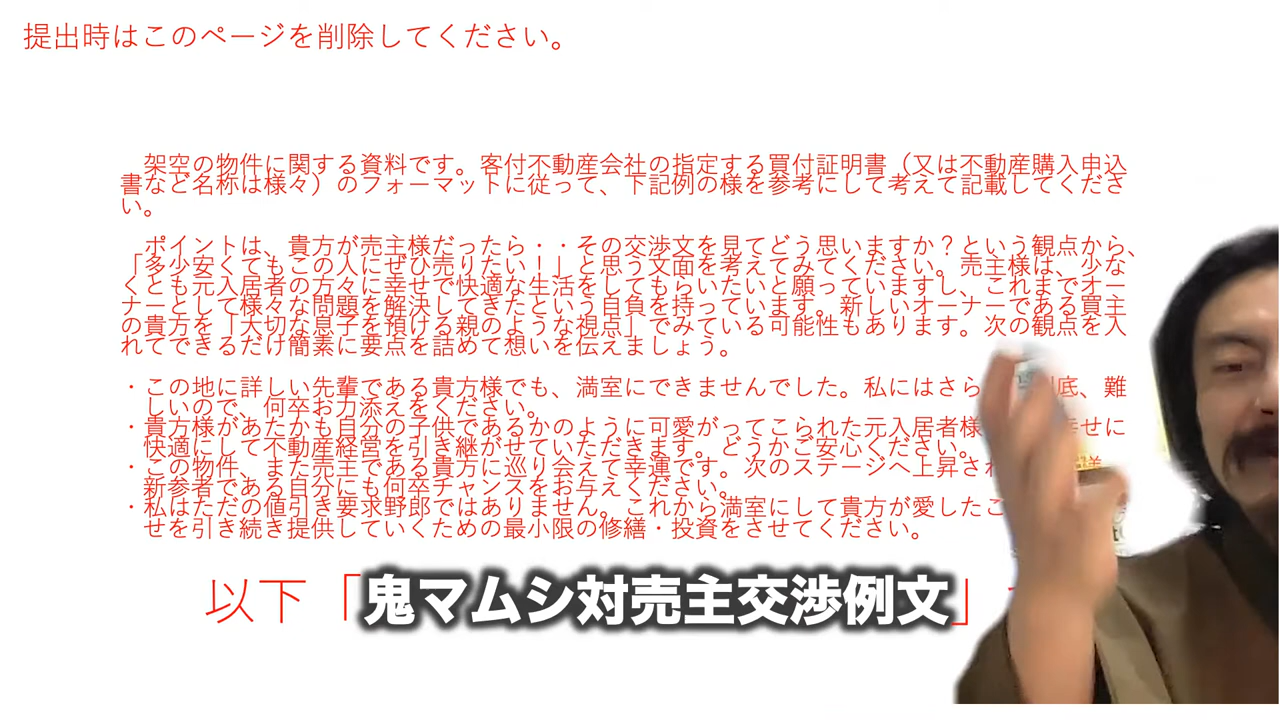 提出時はこのページを削除してください。
架空の物件に関する資料です。客付不動産会社の指定する買付証明書（又は不動産購入申込
書など名称は様々）のフォーマットに従って、下記例の様を参考にして考えて記載してくださ
い。
ポイントは、貴方が売主様だったら・・その交渉文を見てどう思いますか？という観点から、
「多少安くてもこの人にぜひ売りたい！」と思う文面を考えてみてください。売主様は、少な
くとも元入居者の方々に幸せで快適な生活をしてもらいたいと願っていますし、これまでオー
ナーとして様々な問題を解決してきたという自負を持っています。新しいオーナーである買主
の貴方を「大切な息子を預ける親のような視点」でみている可能性もあります。次の観点を入
れてできるだけ簡素に要点を詰めて想いを伝えましょう。
・この地に詳しい先輩である貴方様でも、満室にできませんでした。私にはさら 底、難
しいので、何卒お力添えをください。
・貴方様があたかも自分の子供であるかのように可愛がってこられた元入居者様 幸せに
快適にして不動産経営を引き継がせていただきます。どうかご安心ください。
・この物件、また売主である貴方に巡り会えて幸運です。次のステージへ上昇され 様
新参者である自分にも何卒チャンスをお与えください。
・私はただの値引き要求野郎ではありません。これから満室にして貴方が愛したこ
せを引き続き提供していくための最小限の修繕・投資をさせてください。
以下「鬼マムシ対売主交渉例文」